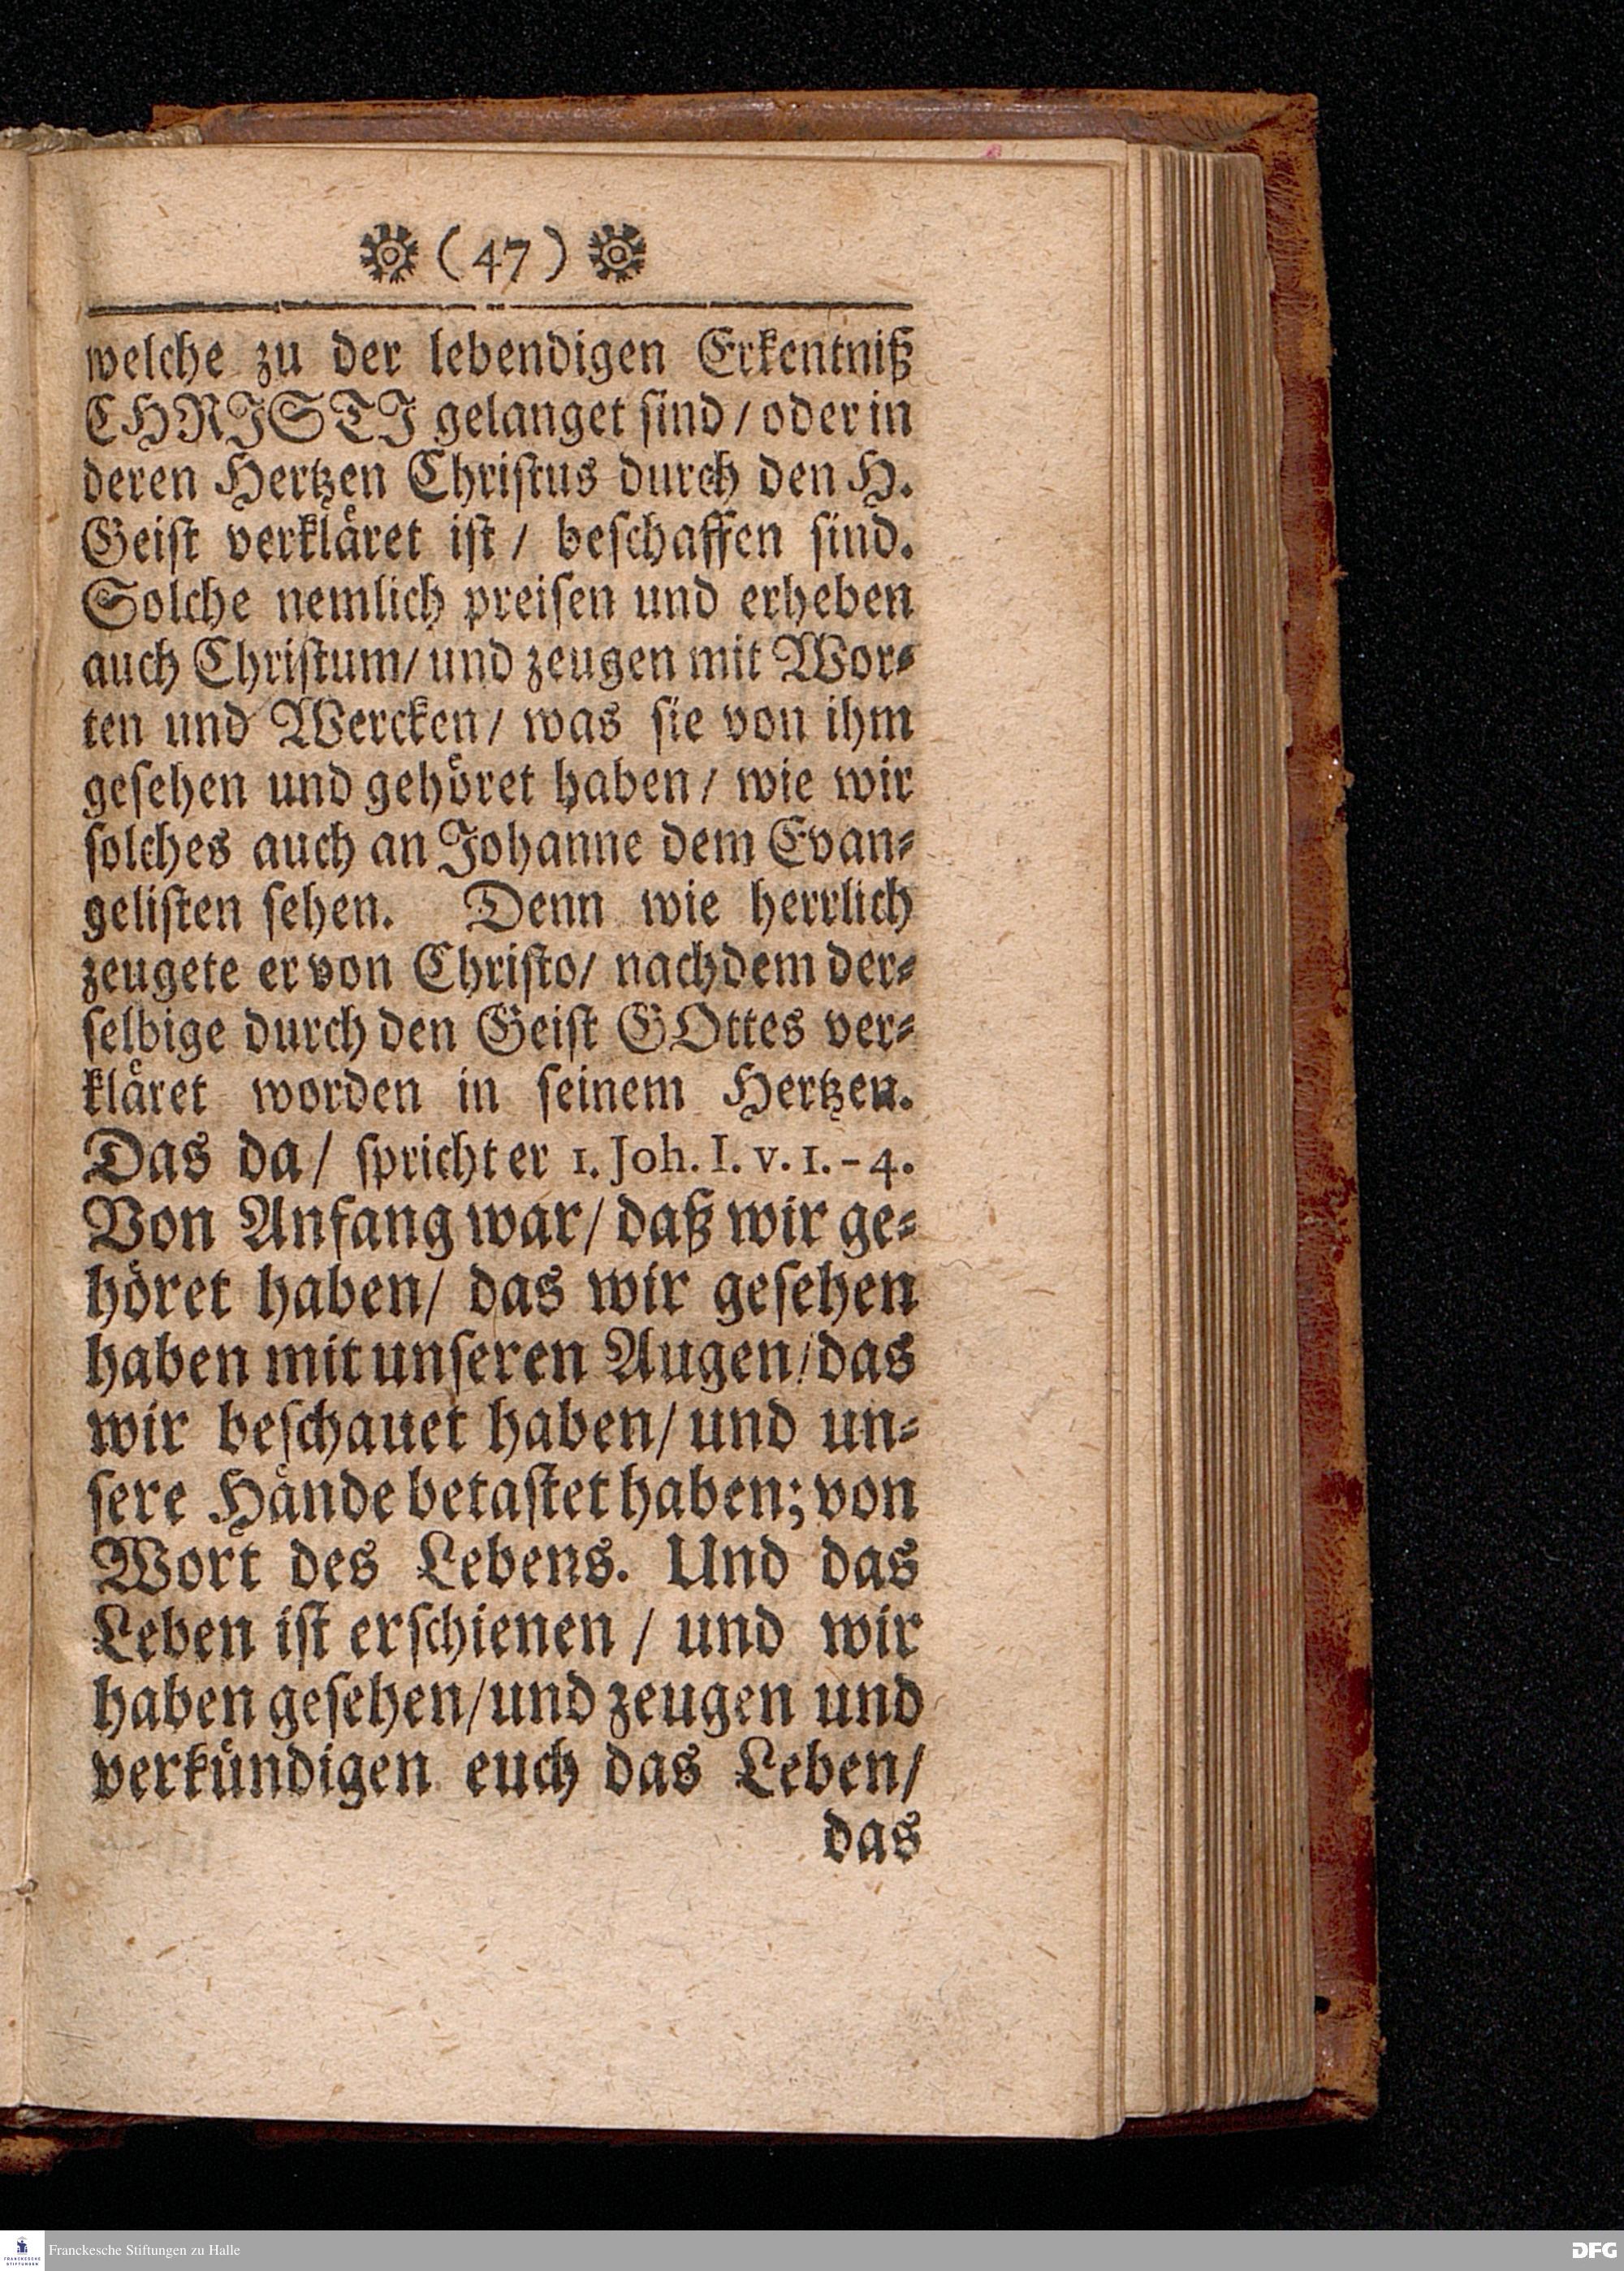 (47)
welche zu der lebendigen Erkentniß
CHRISTI gelanget sind / oder in
deren Hertzen Christus durch den H.
Geist verkläret ist / beschaffen sind.
Solche nemlich preisen und erheben
auch Christum / und zeugen mit Wor-
ten und Wercken / was sie von ihm
gesehen und gehöret haben / wie wir
solches auch an Johanne dem Evan-
gelisten sehen. Denn wie herrlich
zeugete er von Christo / nachdem der-
selbige durch den Geist GOttes ver-
kläret worden in seinem Hertzen.
Das da / spricht er 1. Joh. I. v. 1. - 4.
Von Anfang war / daß wir ge-
höret haben / das wir gesehen
haben mit unseren Augen / das
wir beschauet haben / und un-
sere Hände betastet haben; von
Wort des Lebens. Und das
Leben ist erschienen / und wir
haben gesehen / und zeugen und
verkündigen euch das Leben /
das
FRANCKESCHE
STIFTUNGEN
Franckesche Stiftungen zu Halle
DFG